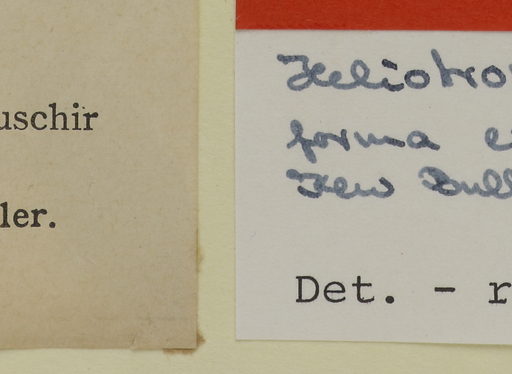 uschir
ler.
Heliotro
forma e
Kew Bull
Det. - r